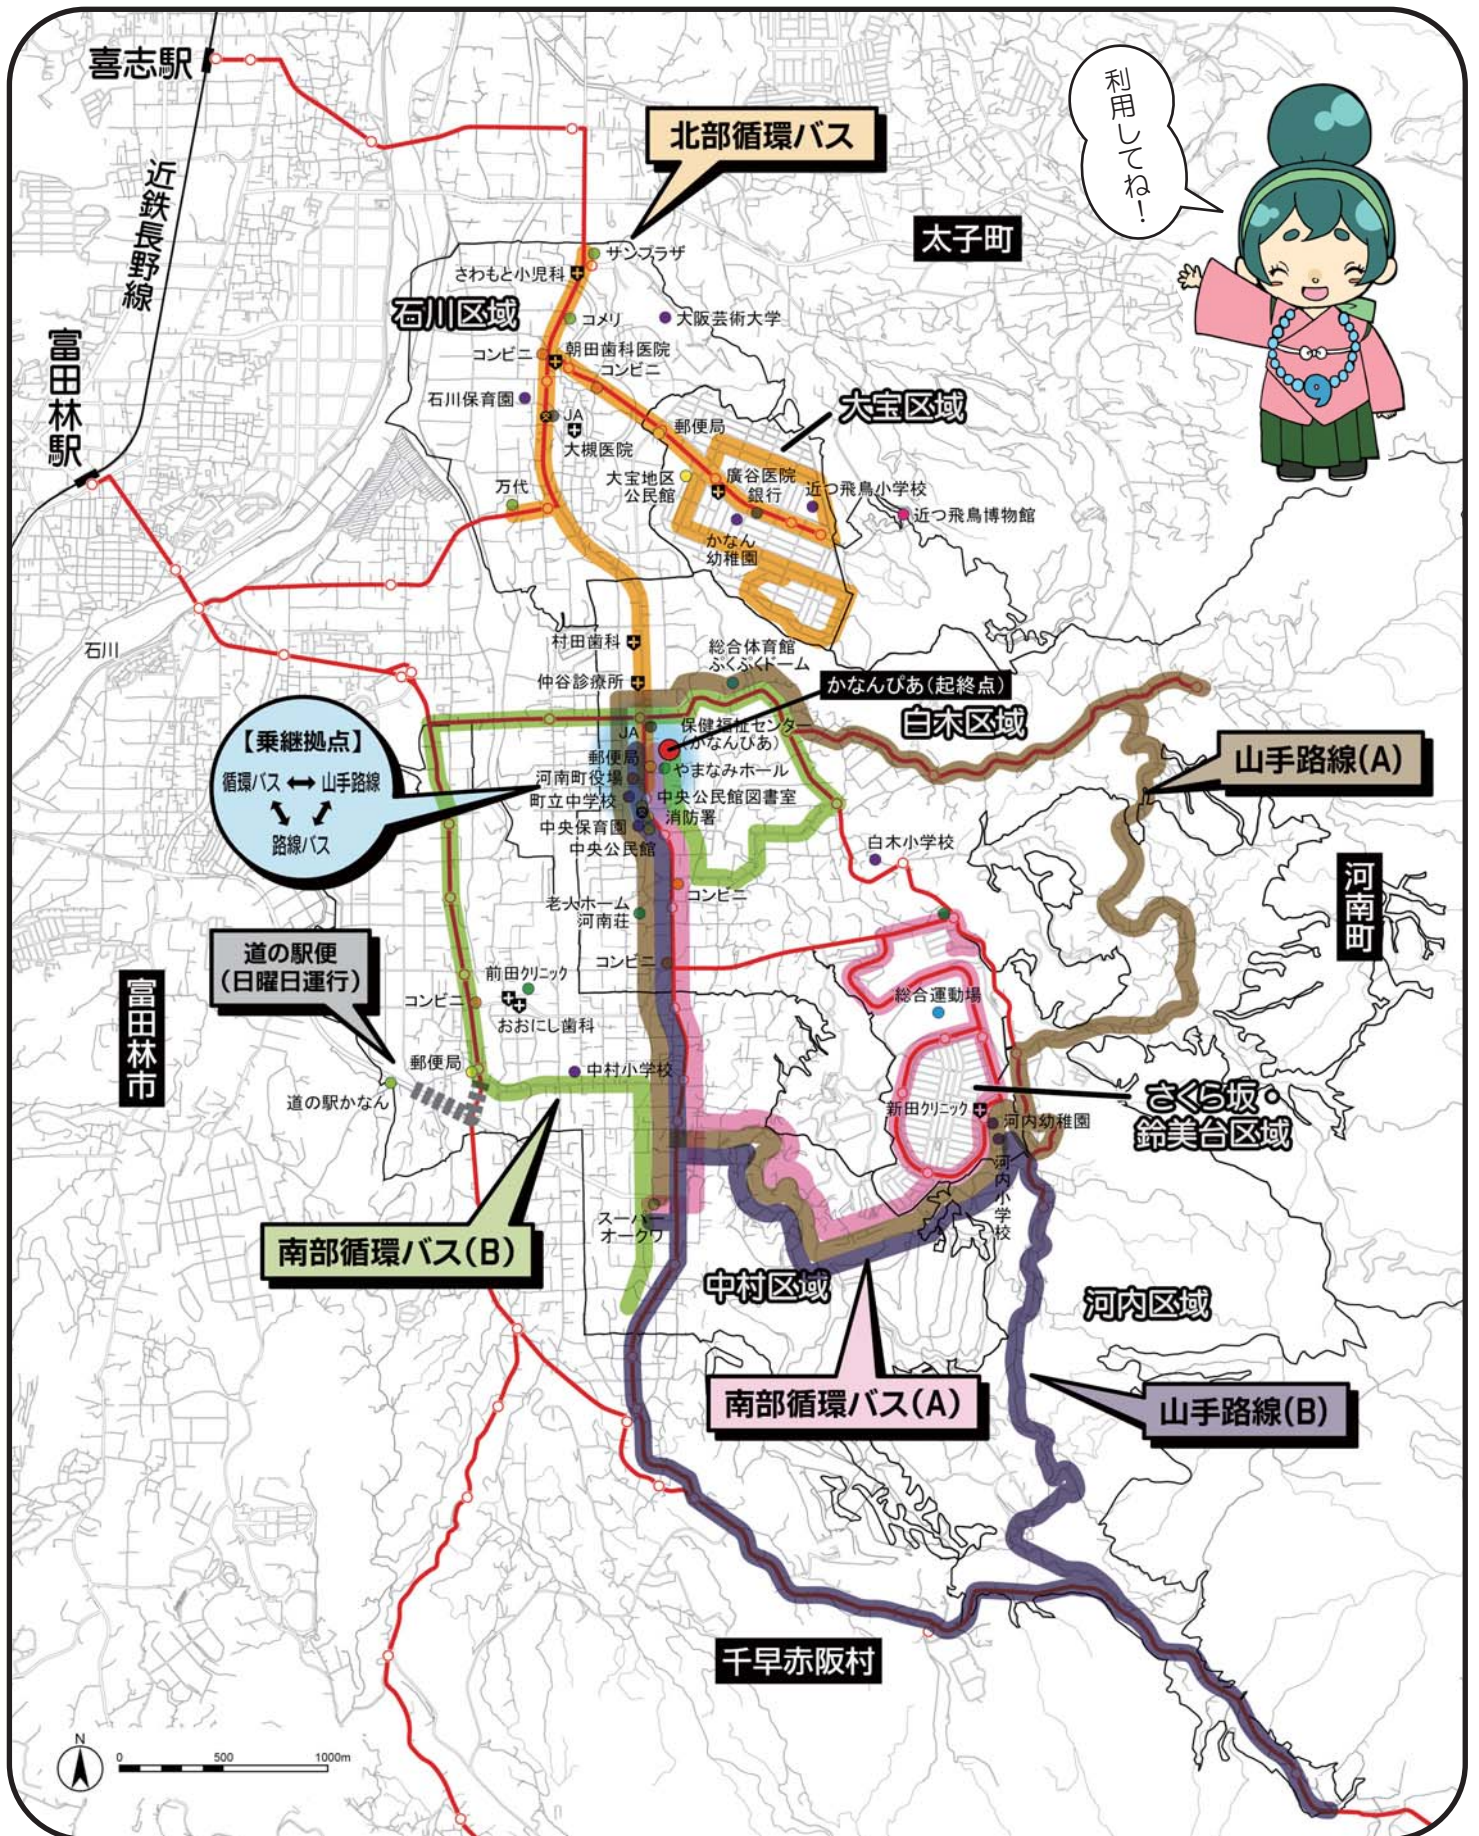 喜志駅
近鉄長野線
富田林駅
利用してね!
北部循環バス
太子町
サンプラザ
さわもと小児科
石川区域
コメリ
大阪芸術大学
コンビニ
朝田歯科医院
コンビニ
石川保育園
JA
大槻医院
大宝区域
郵便局
大宝地区
公民館
廣谷医院
銀行
近つ飛鳥小学校
万代
近つ飛鳥博物館
かなん
幼稚園
石川
村田歯科
総合体育館
ぷくぷくドーム
仲谷診療所
かなんぴあ(起終点)
白木区域
JA
保健福祉センター
(かなんぴあ)
郵便局
やまなみホール
河南町役場
町立中学校
中央公民館図書室
消防署
中央保育園
中央公民館
【乗継拠点】
循環バス ⟷ 山手路線
路線バス
山手路線(A)
白木小学校
河南町
コンビニ
老人ホーム
河南荘
道の駅便
(日曜日運行)
富田林市
前田クリニック
コンビニ
コンビニ
おおにし歯科
総合運動場
郵便局
中村小学校
道の駅かなん
新田クリニック
河内幼稚園
さくら坂・
鈴美台区域
河内小学校
スーパー
オークワ
南部循環バス(B)
中村区域
河内区域
南部循環バス(A)
山手路線(B)
千早赤阪村
N
0 500 1000m